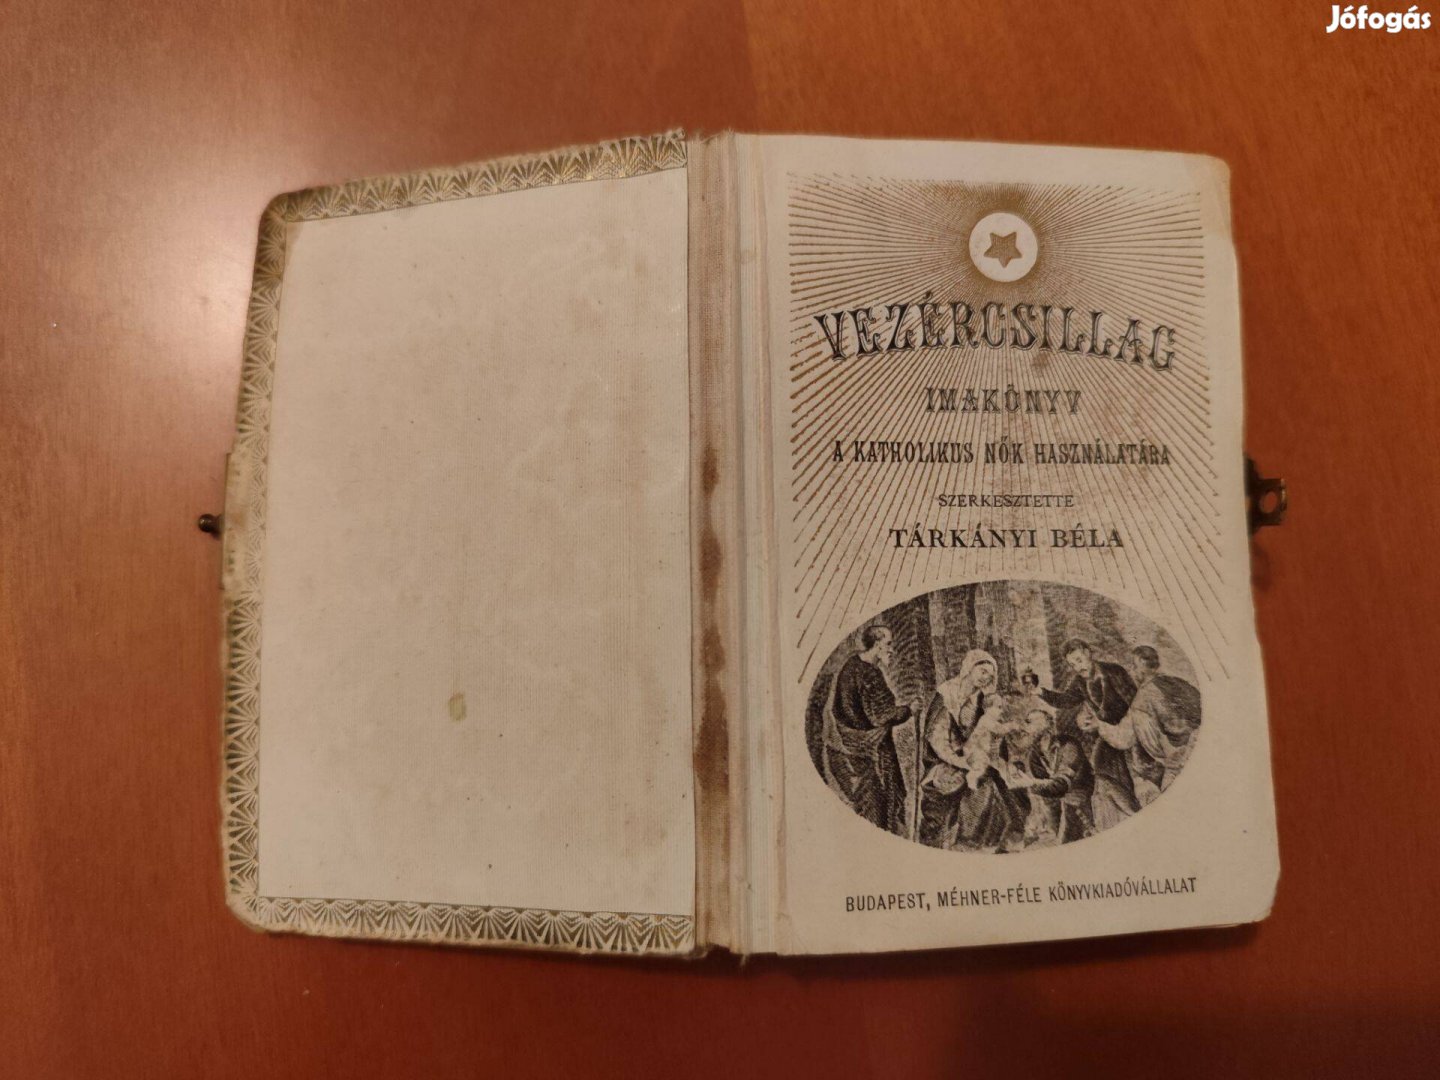 Jófogás
VEZÉRCSILLAG
IMAKÖNYV
A KATHOLIKUS NŐK HASZNÁLATÁRA
SZERKESZTETTE
TÁRKÁNYI BÉLA
BUDAPEST, MÉHNER-FÉLE KÖNYVKIADÓVÁLLALAT